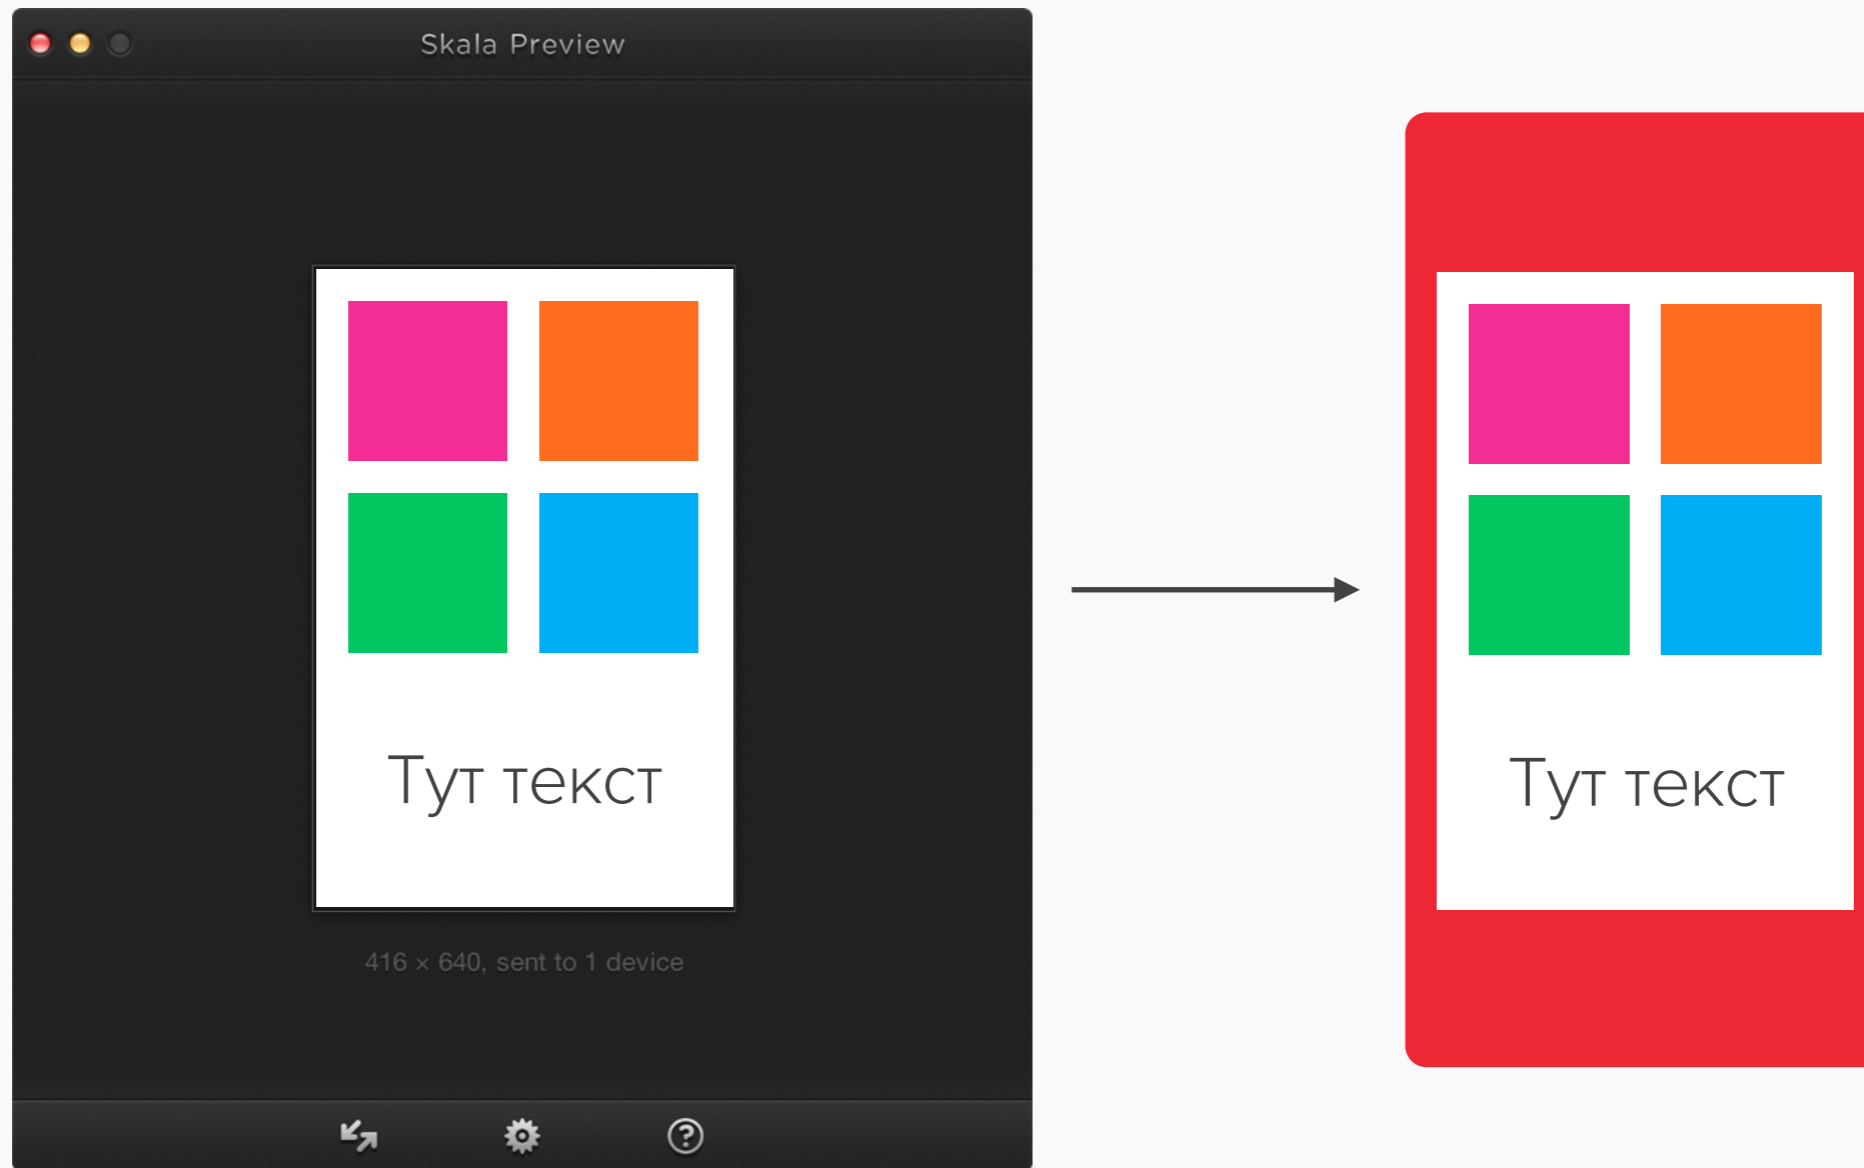 Skala Preview
Тут текст
416 × 640, sent to 1 device
Тут текст